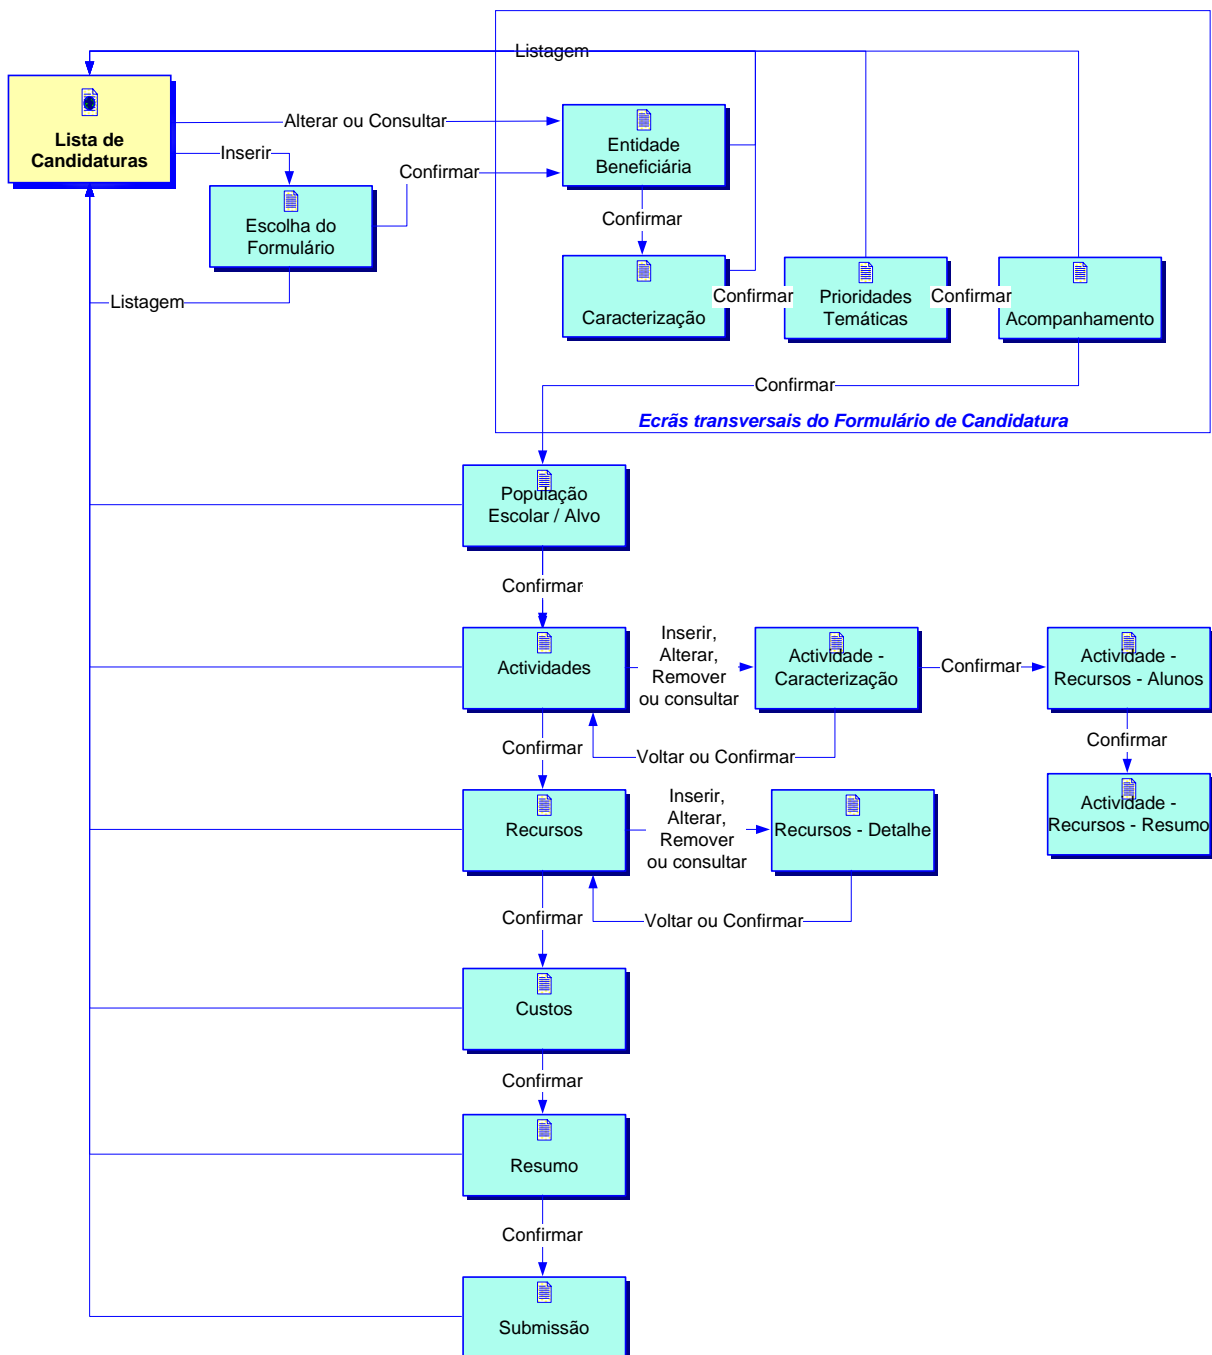 Listagem
Lista de
Candidaturas
Alterar ou Consultar
Entidade
Beneficiária
Inserir
Confirmar
Escolha do
Formulário
Confirmar
Listagem
Caracterização
Confirmar
Prioridades
Temáticas
Confirmar
Acompanhamento
Confirmar
Ecrãs transversais do Formulário de Candidatura
População
Escolar / Alvo
Confirmar
Actividades
Inserir,
Alterar,
Remover
ou consultar
Actividade -
Caracterização
Confirmar
Actividade -
Recursos - Alunos
Confirmar
Voltar ou Confirmar
Confirmar
Actividade -
Recursos - Resumo
Recursos
Inserir,
Alterar,
Remover
ou consultar
Recursos - Detalhe
Confirmar
Voltar ou Confirmar
Custos
Confirmar
Resumo
Confirmar
Submissão